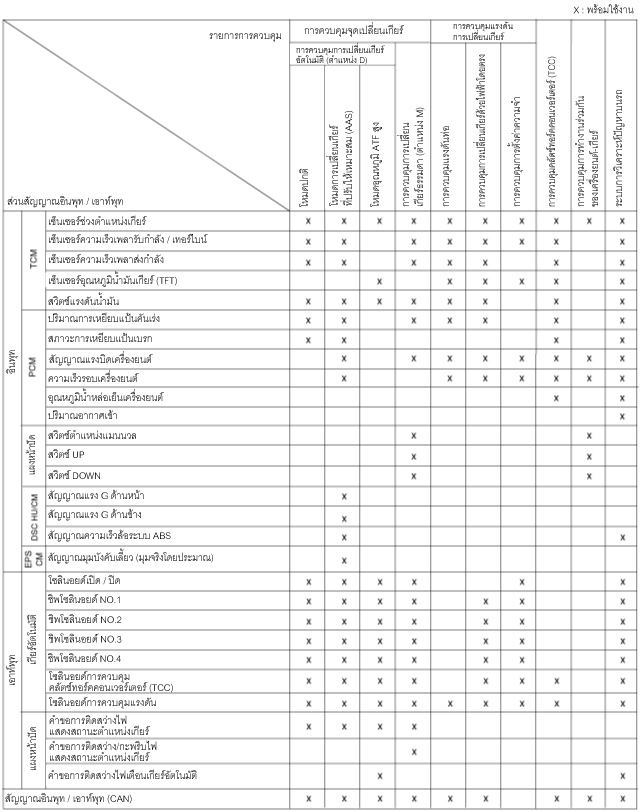 X : พร้อมใช้งาน
รายการการควบคุม
การควบคุมจุดเปลี่ยนเกียร์
การควบคุมการเปลี่ยนเกียร์
อัตโนมัติ (ตำแหน่ง D)
การควบคุมแรงดัน
การเปลี่ยนเกียร์
โหมดปกติ
โหมดการเปลี่ยนเกียร์
ที่ปรับให้เหมาะสม (AAS)
โหมดอุณหภูมิ ATF สูง
การควบคุมการเปลี่ยน
เกียร์ธรรมดา (ตำแหน่ง M)
การควบคุมแรงดันท่อ
การควบคุมการเปลี่ยนเกียร์ด้วยไฟฟ้าโดยตรง
การควบคุมการตั้งค่าความจำ
การควบคุมคลัตช์ทอร์คคอนเวอร์เตอร์ (TCC)
การควบคุมการทำงานร่วมกัน
ของเครื่องยนต์-เกียร์
ระบบการวิเคราะห์ปัญหาบนรถ
ส่วนสัญญาณอินพุท / เอาท์พุท
อินพุท
TCM
เซ็นเซอร์ช่วงตำแหน่งเกียร์ X X X X X X X X X X
เซ็นเซอร์ความเร็วเพลารับกำลัง / เทอร์ไบน์ X X X X X X X X
เซ็นเซอร์ความเร็วเพลาส่งกำลัง X X X X X X X
เซ็นเซอร์อุณหภูมิน้ำมันเกียร์ (TFT) X X X X X X
สวิตช์แรงดันน้ำมัน X X X X X X X X
PCM
ปริมาณการเหยียบแป้นคันเร่ง X X X X X X X
สภาวะการเหยียบแป้นเบรก X X X X
สัญญาณแรงบิดเครื่องยนต์ X X X X X X X X
ความเร็วรอบเครื่องยนต์ X X X X X X X
อุณหภูมิน้ำหล่อเย็นเครื่องยนต์ X X
ปริมาณอากาศเข้า X
แผงหน้าปัด
สวิตช์ตำแหน่งแมนนวล X X
สวิตช์ UP X X
สวิตช์ DOWN X X
DSC HU/CM
สัญญาณแรง G ด้านหน้า X
สัญญาณแรง G ด้านข้าง X
สัญญาณความเร็วล้อระบบ ABS X X
EPS
CM
สัญญาณมุมบังคับเลี้ยว (มุมจริงโดยประมาณ) X
เอาท์พุท
เกียร์อัตโนมัติ
โซลินอยด์เปิด / ปิด X X X X X X
ชิพโซลินอยด์ NO.1 X X X X X X X
ชิพโซลินอยด์ NO.2 X X X X X X X
ชิพโซลินอยด์ NO.3 X X X X X X X
ชิพโซลินอยด์ NO.4 X X X X X X X
โซลินอยด์การควบคุม
คลัตช์ทอร์คคอนเวอร์เตอร์ (TCC) X X X X X X X X
โซลินอยด์การควบคุมแรงดัน X X X X X X X X X
แผงหน้าปัด
คำขอการติดสว่างไฟ
แสดงสถานะตำแหน่งเกียร์ X X X X
คำขอการติดสว่าง/กะพริบไฟ
แสดงสถานะตำแหน่งเกียร์ X
คำขอการติดสว่างไฟเตือนเกียร์อัตโนมัติ X X
สัญญาณอินพุท / เอาท์พุท (CAN) X X X X X X X X X